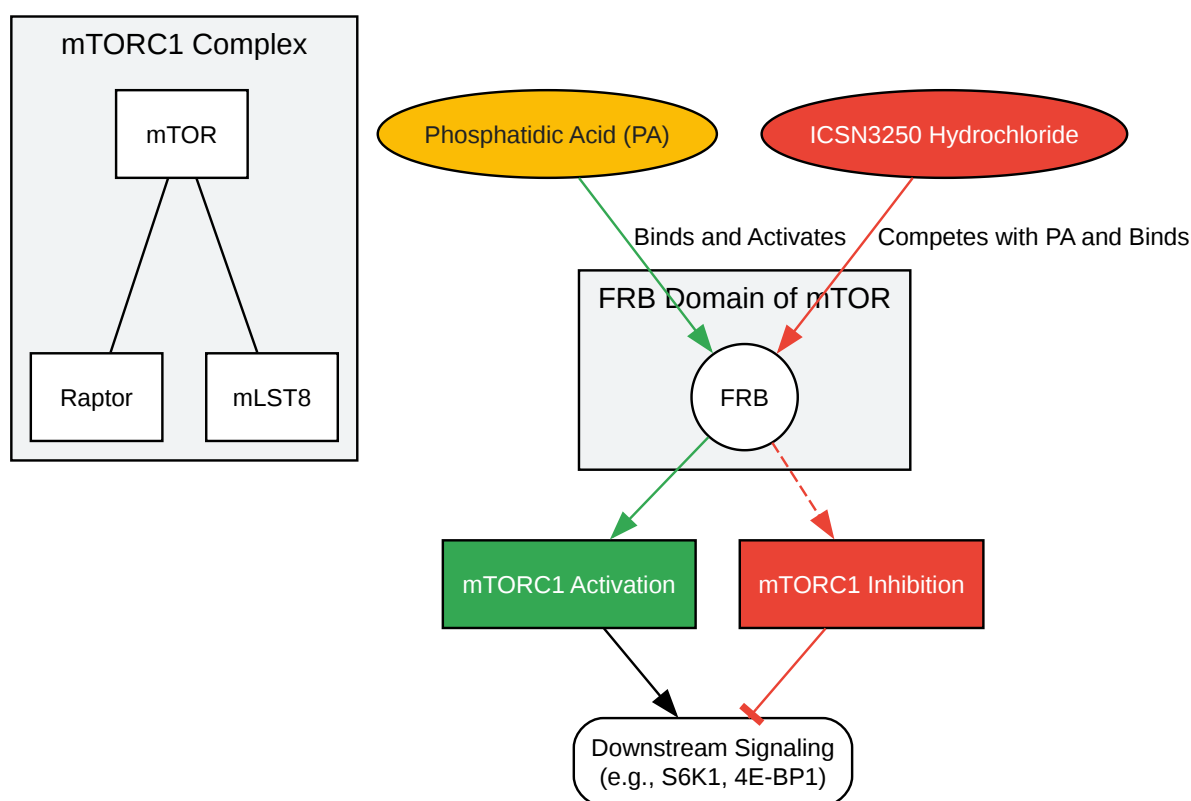 mTORC1 Complex
mTOR
Raptor
mLST8
Phosphatidic Acid (PA)
ICSN3250 Hydrochloride
Binds and Activates
Competes with PA and Binds
FRB Domain of mTOR
FRB
mTORC1 Activation
mTORC1 Inhibition
Downstream Signaling
(e.g., S6K1, 4E-BP1)